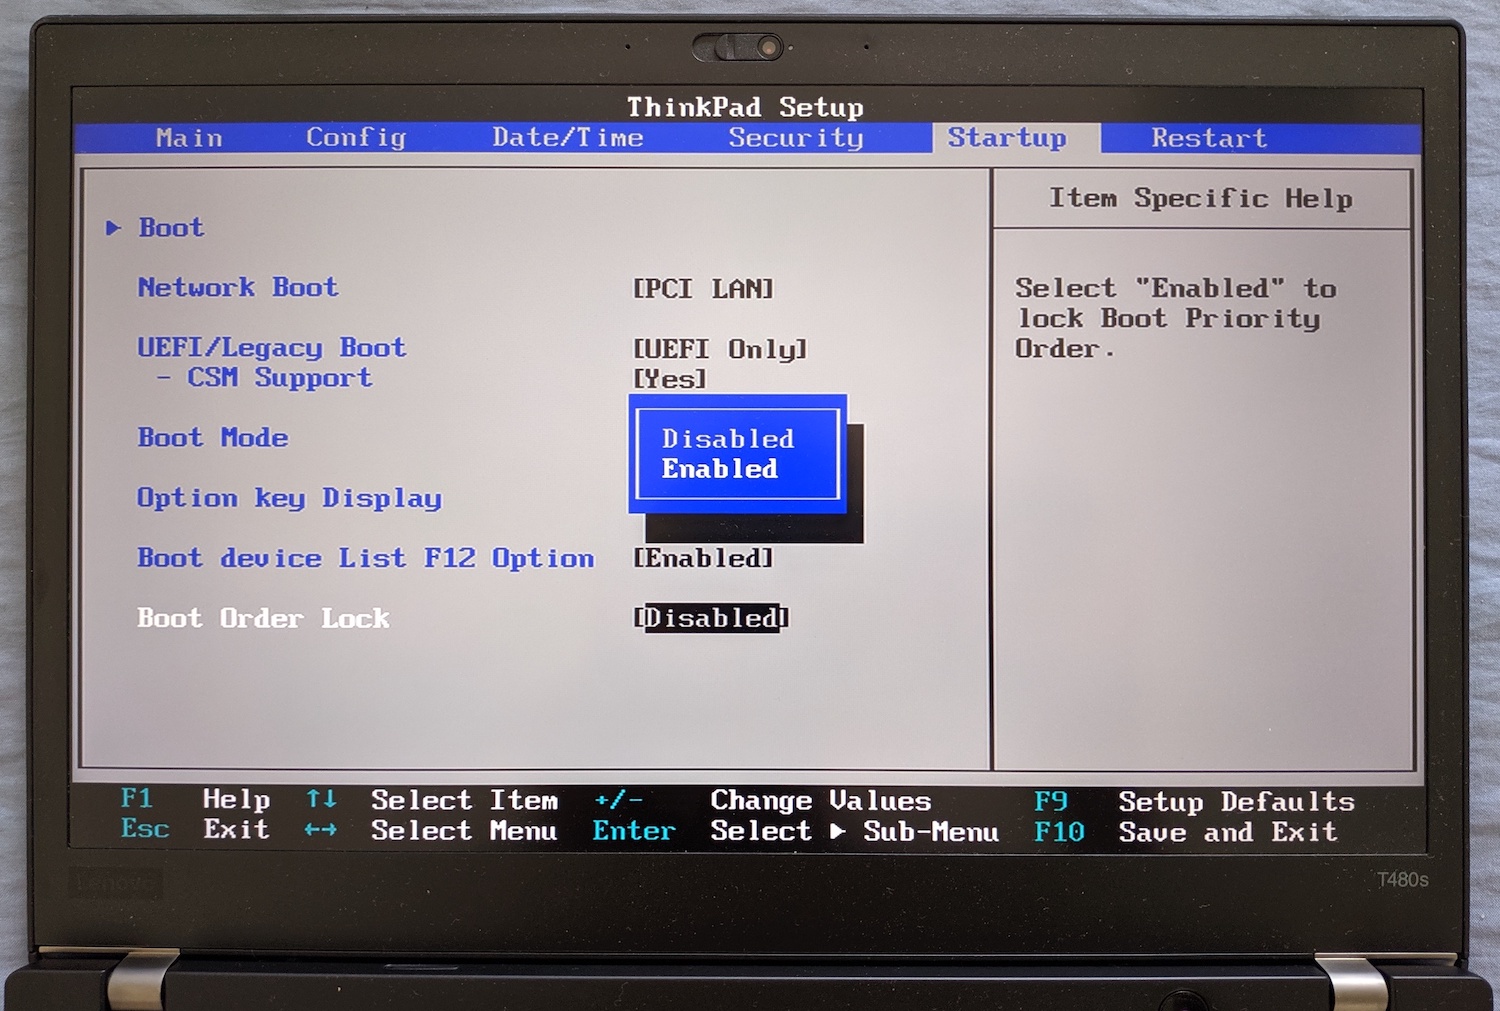 ThinkPad Setup
Main Config Date/Time Security Startup Restart
Boot
Network Boot [PCI LAN]
UEFI/Legacy Boot [UEFI Only]
- CSM Support [Yes]
Boot Mode
Option key Display
Disabled
Enabled
Boot device List F12 Option [Enabled]
Boot Order Lock [Disabled]
Item Specific Help
Select "Enabled" to
lock Boot Priority
Order.
F1 Help ↑↓ Select Item +/- Change Values F9 Setup Defaults
Esc Exit ←→ Select Menu Enter Select ▶ Sub-Menu F10 Save and Exit
Lenovo
T480s